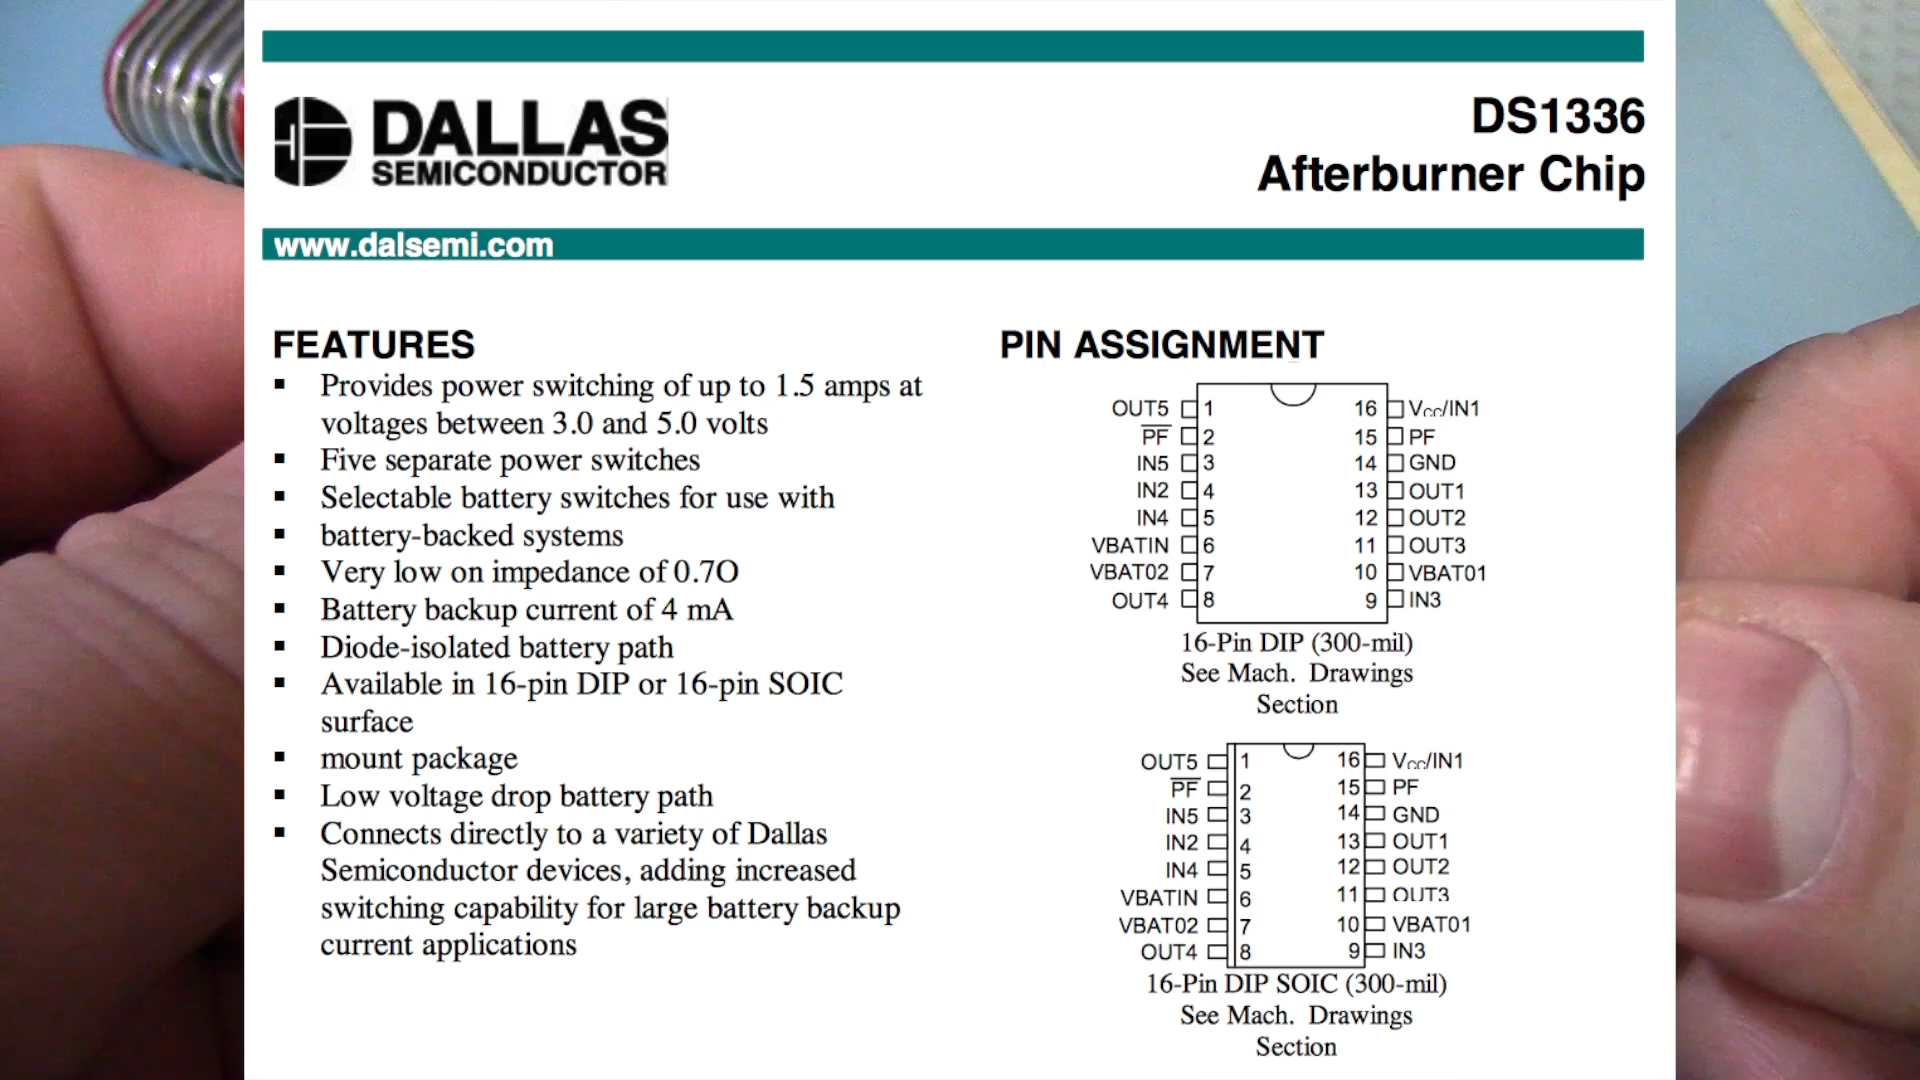 DALLAS
SEMICONDUCTOR
DS1336
Afterburner Chip
www.dalsemi.com
FEATURES
▪ Provides power switching of up to 1.5 amps at
voltages between 3.0 and 5.0 volts
▪ Five separate power switches
▪ Selectable battery switches for use with
▪ battery-backed systems
▪ Very low on impedance of 0.7O
▪ Battery backup current of 4 mA
▪ Diode-isolated battery path
▪ Available in 16-pin DIP or 16-pin SOIC
surface
▪ mount package
▪ Low voltage drop battery path
▪ Connects directly to a variety of Dallas
Semiconductor devices, adding increased
switching capability for large battery backup
current applications
PIN ASSIGNMENT
OUT5 1 16 Vcc/IN1
PF 2 15 PF
IN5 3 14 GND
IN2 4 13 OUT1
IN4 5 12 OUT2
VBATIN 6 11 OUT3
VBAT02 7 10 VBAT01
OUT4 8 9 IN3
16-Pin DIP (300-mil)
See Mach. Drawings
Section
OUT5 1 16 Vcc/IN1
PF 2 15 PF
IN5 3 14 GND
IN2 4 13 OUT1
IN4 5 12 OUT2
VBATIN 6 11 OUT3
VBAT02 7 10 VBAT01
OUT4 8 9 IN3
16-Pin DIP SOIC (300-mil)
See Mach. Drawings
Section